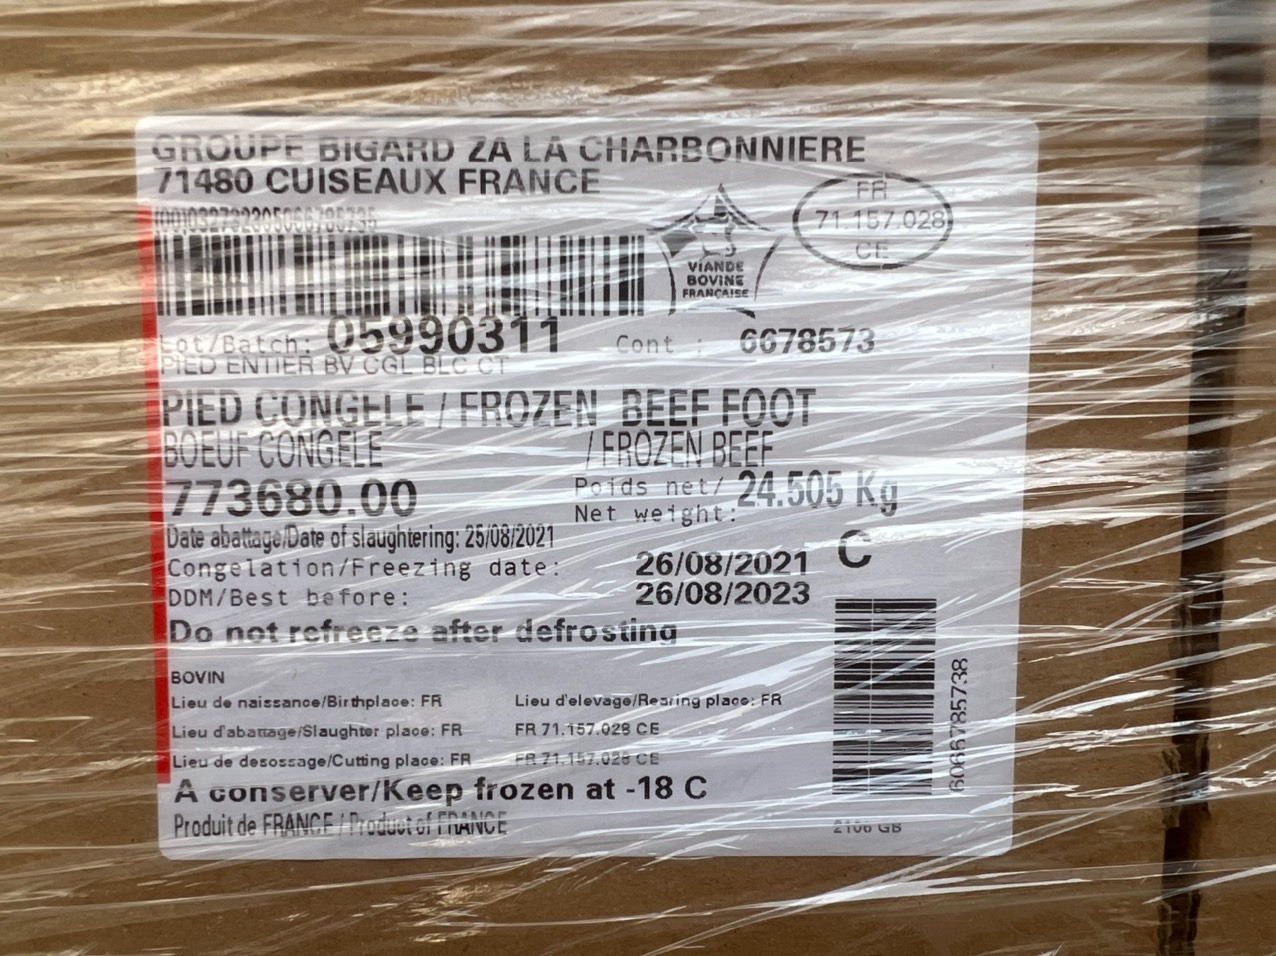 GROUPE BIGARD ZA LA CHARBONNIERE
71480 CUISEAUX FRANCE
FR
71.157.028
CE
VIANDE
BOVINE
FRANÇAISE
Lot/Batch: 05990311 Cont : 6678573
PIED ENTIER BV CGL BLC CT
PIED CONGELE / FROZEN BEEF FOOT
BOEUF CONGELE / FROZEN BEEF
773680.00 Poids net/ 24.505 Kg
Net weight:
Date abattage/Date of slaughtering: 25/08/2021
C
Congelation/Freezing date: 26/08/2021
DDM/Best before: 26/08/2023
Do not refreeze after defrosting
BOVIN
Lieu de naissance/Birthplace: FR Lieu d'elevage/Rearing place: FR
Lieu d'abattage/Slaughter place: FR FR 71.157.028 CE
Lieu de desossage/Cutting place: FR FR 71.157.028 CE
A conserver/Keep frozen at -18 C
Produit de FRANCE / Product of FRANCE
2106 GB